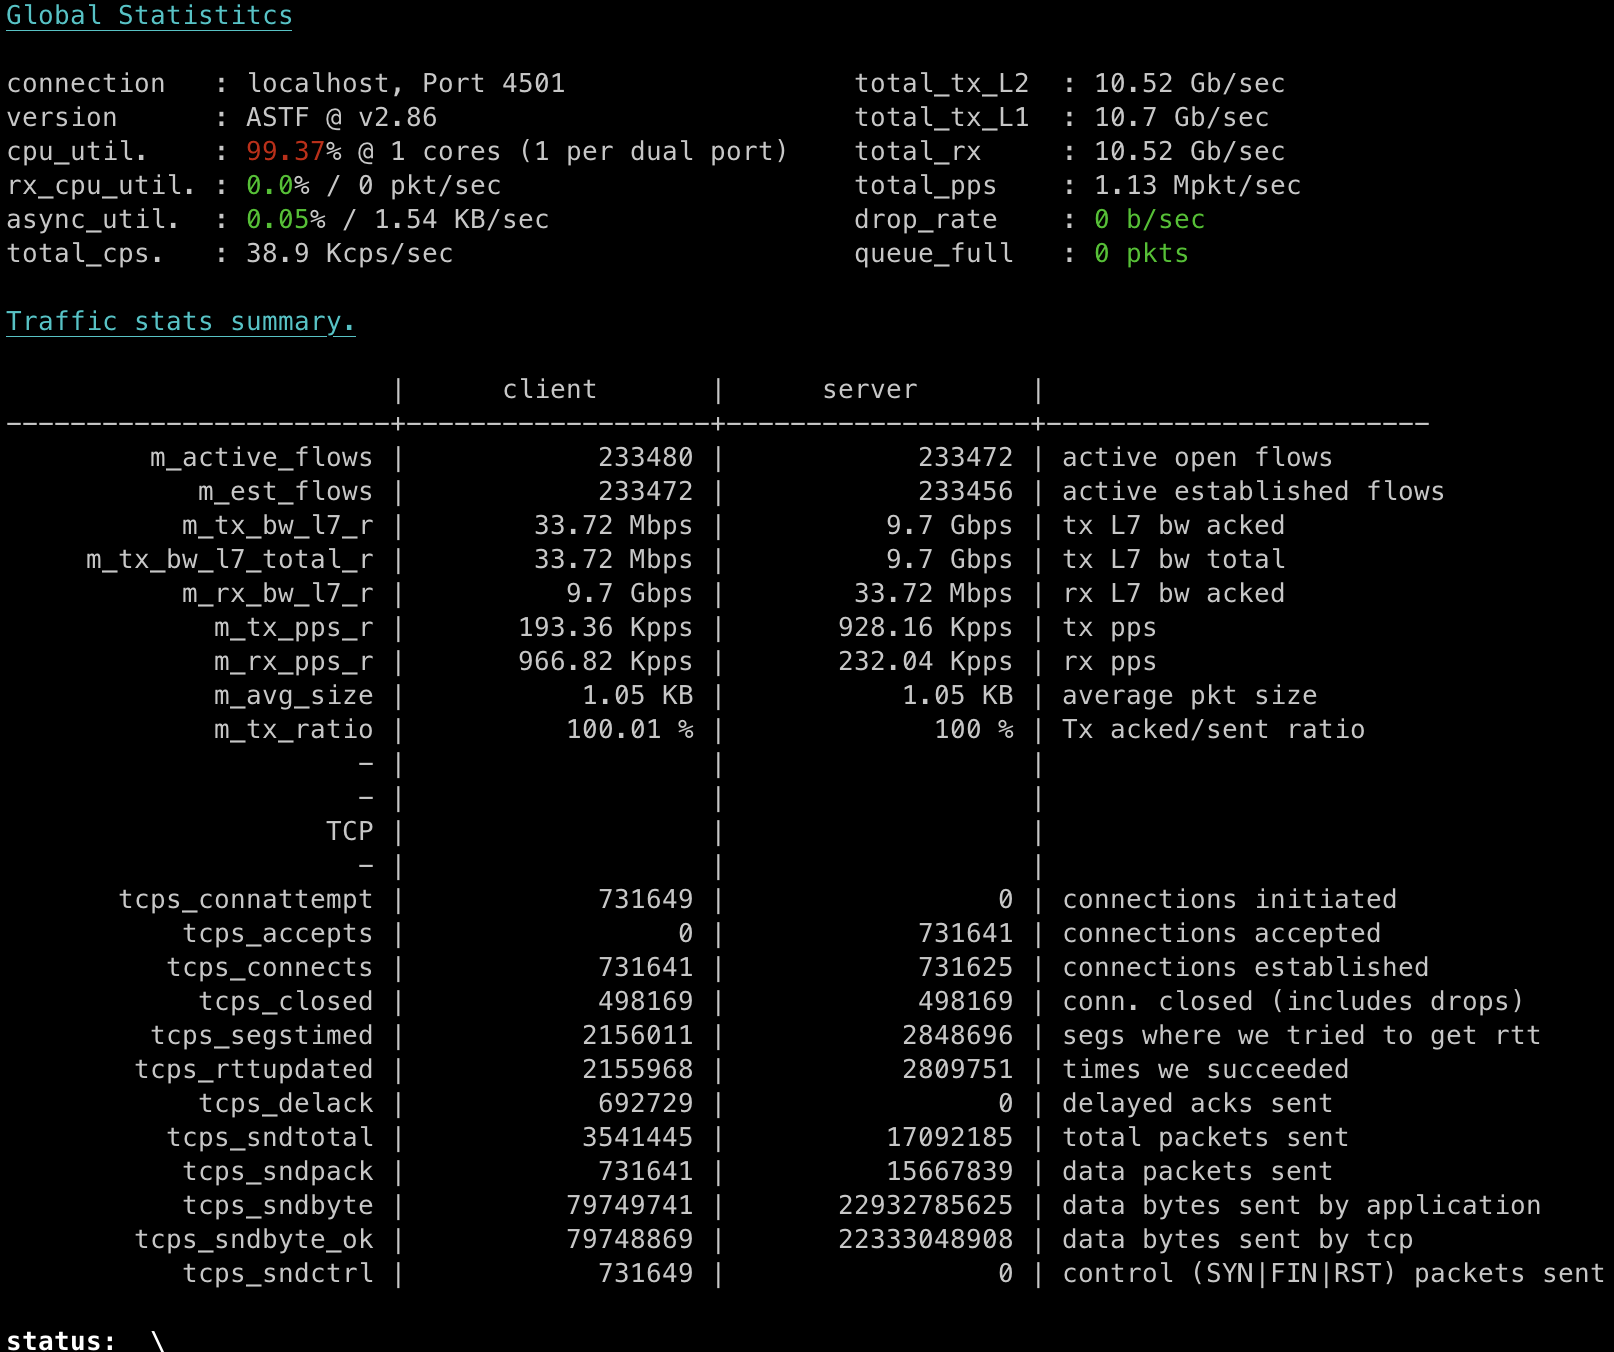 Global Statistitcs
connection   : localhost, Port 4501                  total_tx_L2  : 10.52 Gb/sec
version      : ASTF @ v2.86                          total_tx_L1  : 10.7 Gb/sec
cpu_util.    : 99.37% @ 1 cores (1 per dual port)    total_rx     : 10.52 Gb/sec
rx_cpu_util. : 0.0% / 0 pkt/sec                      total_pps    : 1.13 Mpkt/sec
async_util.  : 0.05% / 1.54 KB/sec                   drop_rate    : 0 b/sec
total_cps.   : 38.9 Kcps/sec                         queue_full   : 0 pkts
Traffic stats summary.
                        |      client       |      server       |
------------------------+-------------------+-------------------+------------------------
         m_active_flows |            233480 |            233472 | active open flows
            m_est_flows |            233472 |            233456 | active established flows
           m_tx_bw_l7_r |        33.72 Mbps |          9.7 Gbps | tx L7 bw acked
     m_tx_bw_l7_total_r |        33.72 Mbps |          9.7 Gbps | tx L7 bw total
           m_rx_bw_l7_r |          9.7 Gbps |        33.72 Mbps | rx L7 bw acked
             m_tx_pps_r |       193.36 Kpps |       928.16 Kpps | tx pps
             m_rx_pps_r |       966.82 Kpps |       232.04 Kpps | rx pps
             m_avg_size |           1.05 KB |           1.05 KB | average pkt size
             m_tx_ratio |          100.01 % |             100 % | Tx acked/sent ratio
                      - |                   |                   |
                      - |                   |                   |
                    TCP |                   |                   |
                      - |                   |                   |
       tcps_connattempt |            731649 |                 0 | connections initiated
           tcps_accepts |                 0 |            731641 | connections accepted
          tcps_connects |            731641 |            731625 | connections established
            tcps_closed |            498169 |            498169 | conn. closed (includes drops)
         tcps_segstimed |           2156011 |           2848696 | segs where we tried to get rtt
        tcps_rttupdated |           2155968 |           2809751 | times we succeeded
            tcps_delack |            692729 |                 0 | delayed acks sent
          tcps_sndtotal |           3541445 |          17092185 | total packets sent
           tcps_sndpack |            731641 |          15667839 | data packets sent
           tcps_sndbyte |          79749741 |       22932785625 | data bytes sent by application
        tcps_sndbyte_ok |          79748869 |       22333048908 | data bytes sent by tcp
           tcps_sndctrl |            731649 |                 0 | control (SYN|FIN|RST) packets sent
status:  \